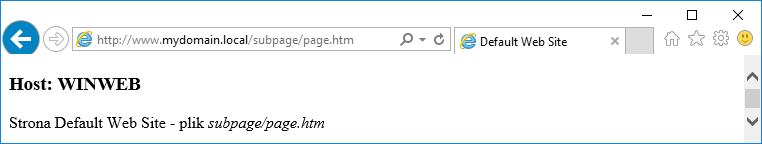 http://www.mydomain.local/subpage/page.htm
Default Web Site
Host: WINWEB
Strona Default Web Site - plik subpage/page.htm